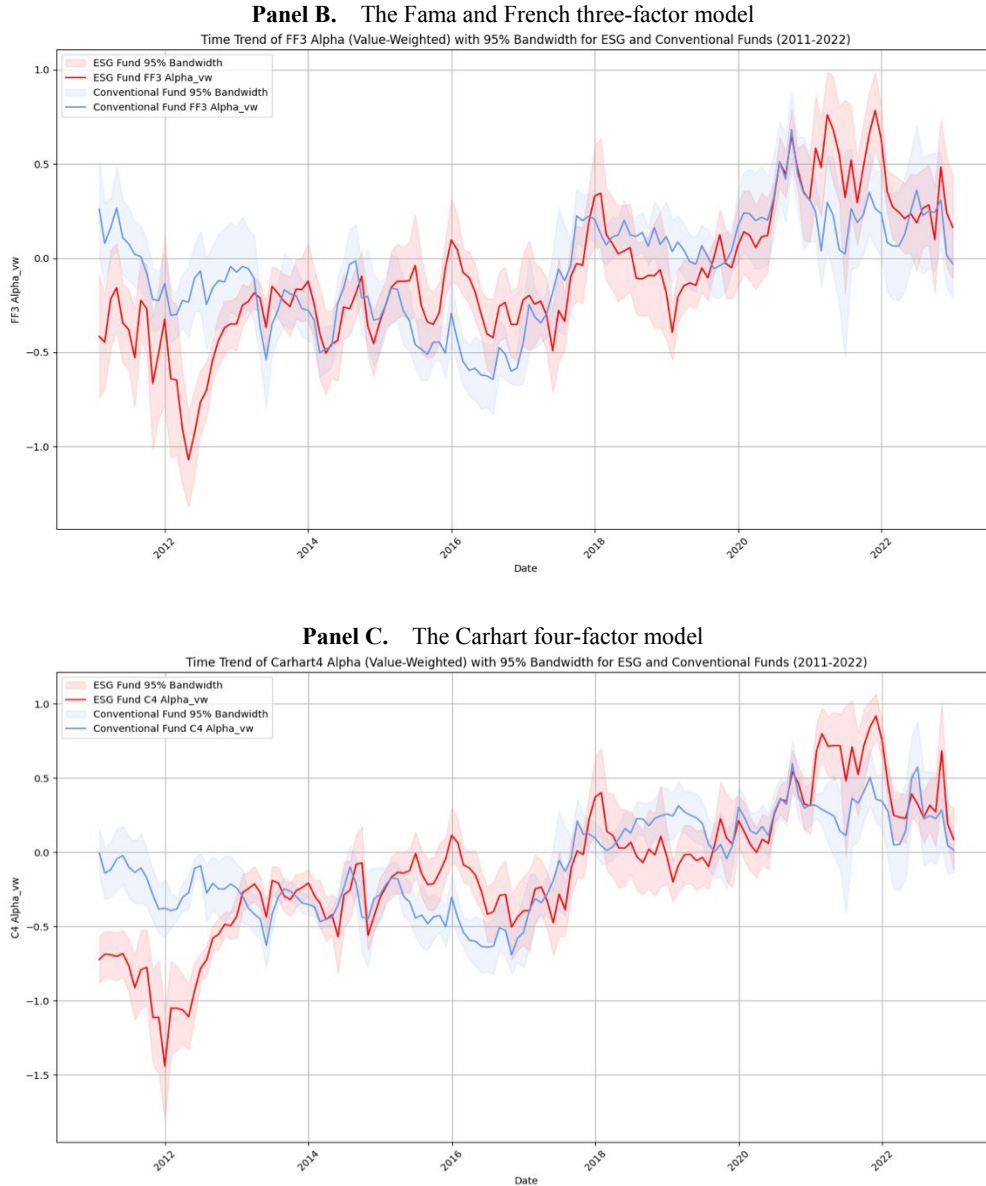 Panel B. The Fama and French three-factor model
Time Trend of FF3 Alpha (Value-Weighted) with 95% Bandwidth for ESG and Conventional Funds (2011-2022)
ESG Fund 95% Bandwidth
ESG Fund FF3 Alpha_vw
Conventional Fund 95% Bandwidth
Conventional Fund FF3 Alpha_vw
1.0
0.5
0.0
−0.5
−1.0
FF3 Alpha_vw
2012
2014
2016
2018
2020
2022
Date
Panel C. The Carhart four-factor model
Time Trend of Carhart4 Alpha (Value-Weighted) with 95% Bandwidth for ESG and Conventional Funds (2011-2022)
ESG Fund 95% Bandwidth
ESG Fund C4 Alpha_vw
Conventional Fund 95% Bandwidth
Conventional Fund C4 Alpha_vw
1.0
0.5
0.0
−0.5
−1.0
−1.5
C4 Alpha_vw
2012
2014
2016
2018
2020
2022
Date